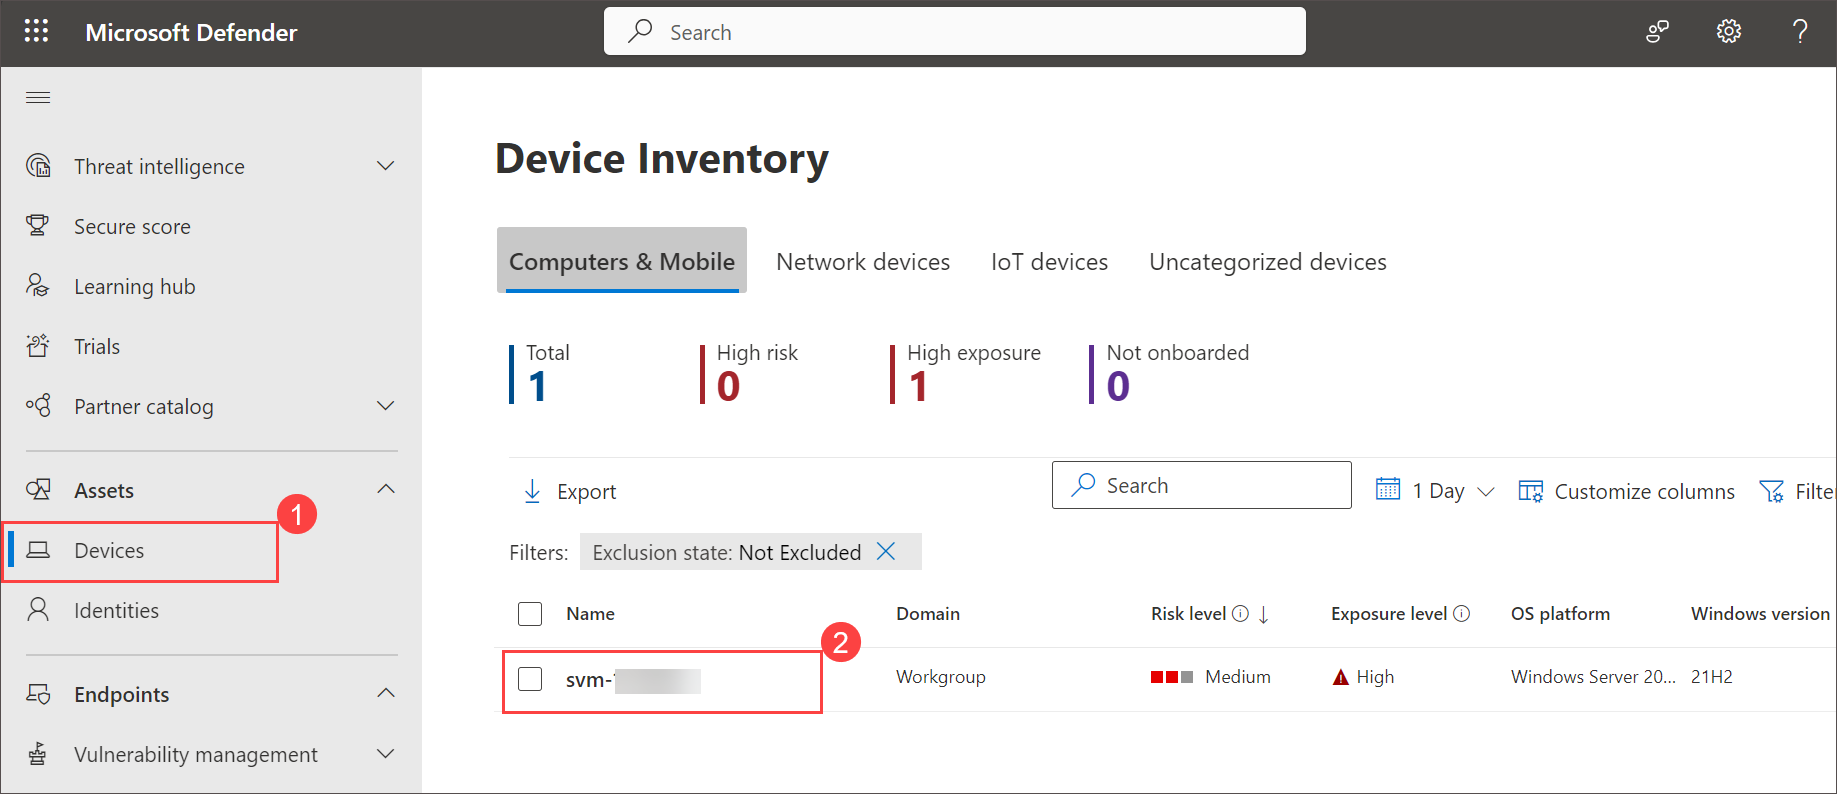 Microsoft Defender
Search
Threat intelligence
Secure score
Learning hub
Trials
Partner catalog
Assets
1
Devices
Identities
Endpoints
Vulnerability management
Device Inventory
Computers & Mobile Network devices IoT devices Uncategorized devices
Total High risk High exposure Not onboarded
1 0 1 0
Export Search 1 Day Customize columns Filter
Filters: Exclusion state: Not Excluded
Name Domain Risk level Exposure level OS platform Windows version
2
svm- Workgroup Medium High Windows Server 20... 21H2